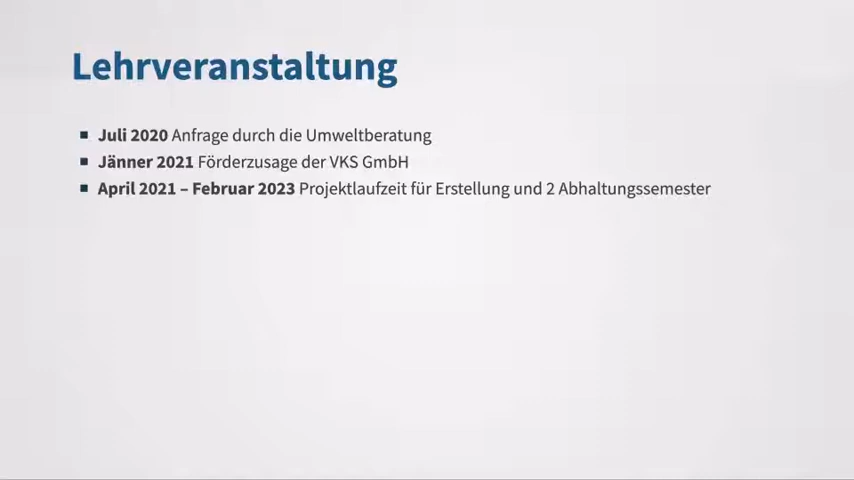 Lehrveranstaltung
▪ Juli 2020 Anfrage durch die Umweltberatung
▪ Jänner 2021 Förderzusage der VKS GmbH
▪ April 2021 – Februar 2023 Projektlaufzeit für Erstellung und 2 Abhaltungssemester